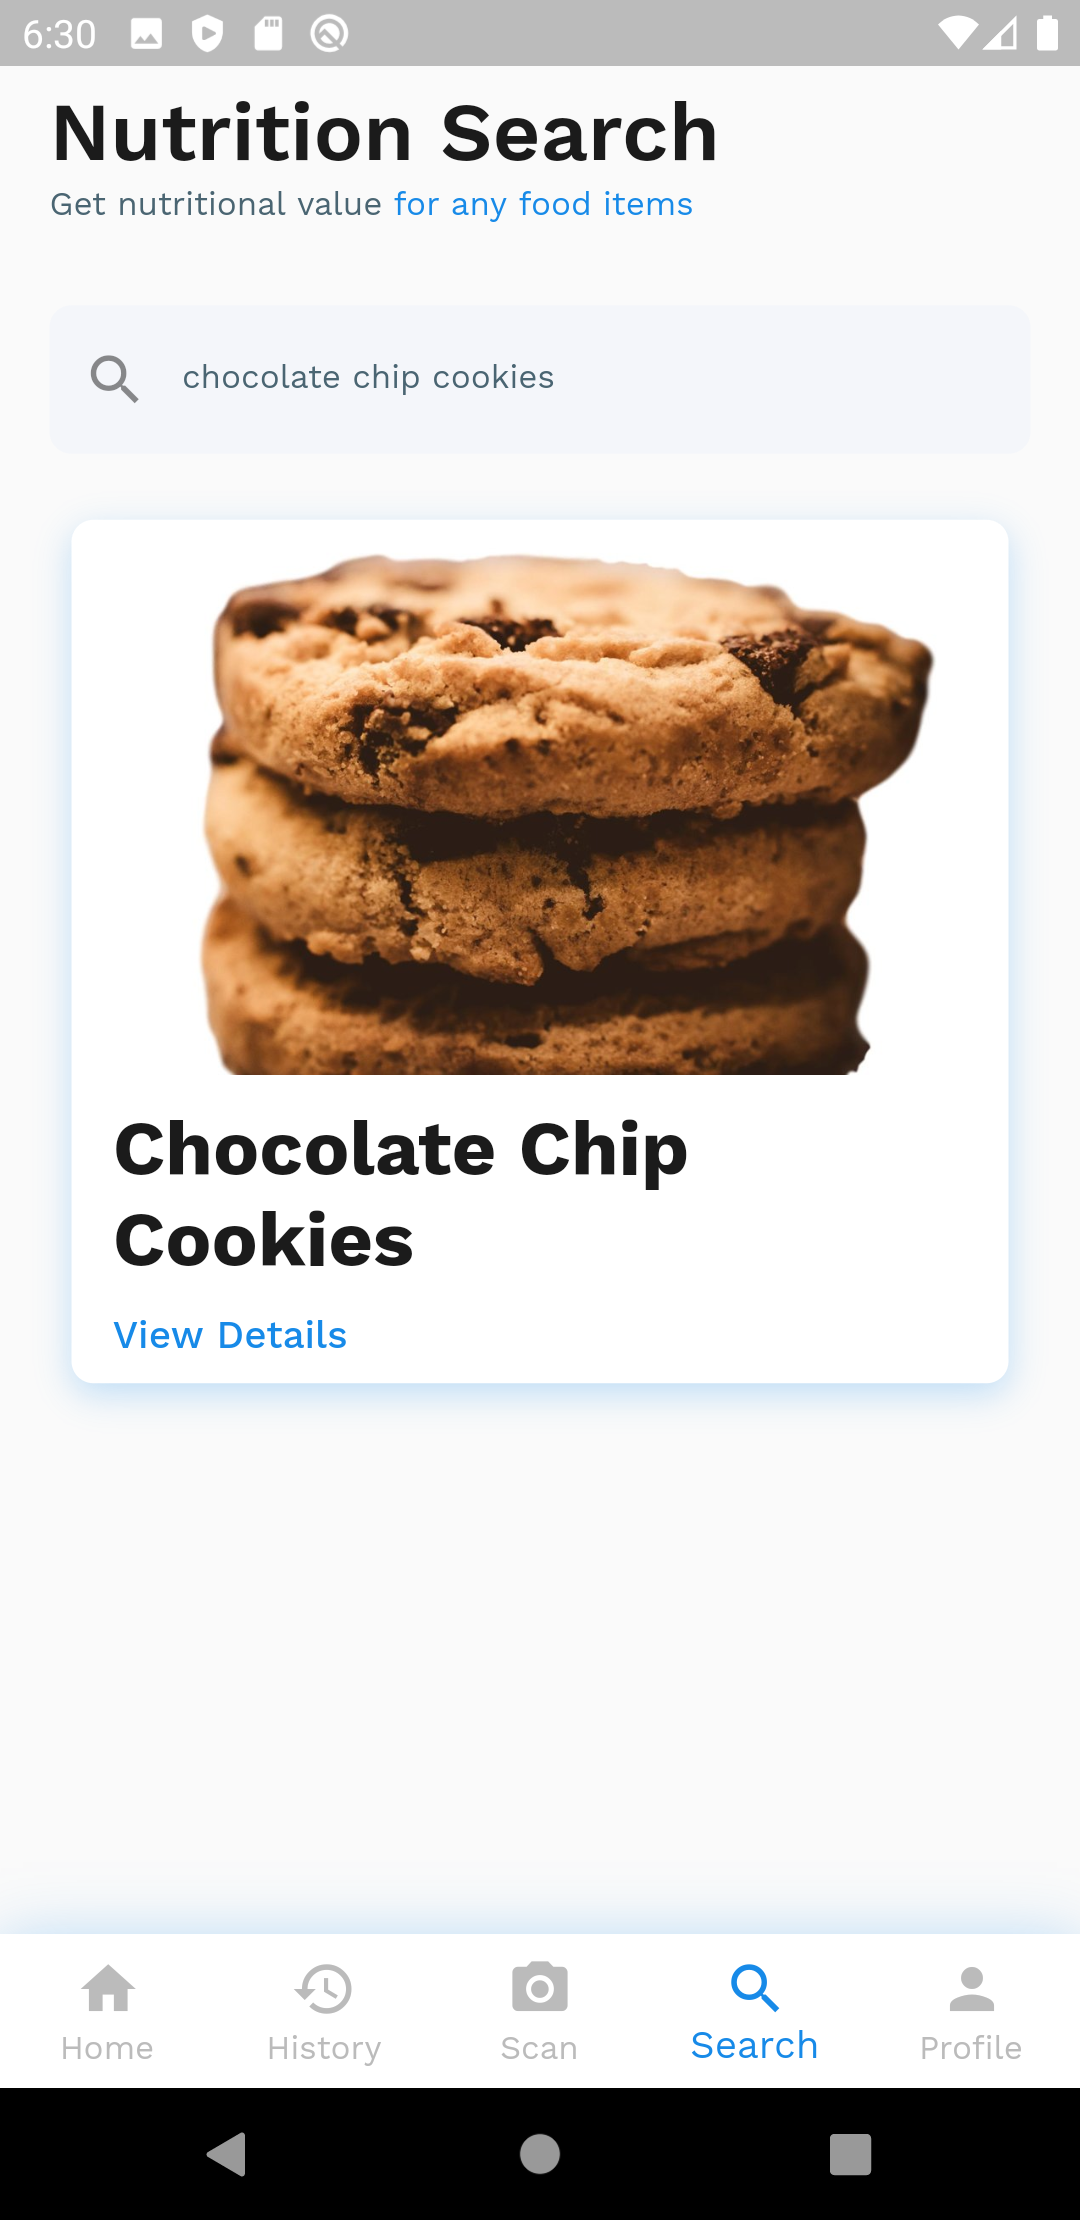 6:30
Nutrition Search
Get nutritional value for any food items
chocolate chip cookies
Chocolate Chip
Cookies
View Details
Home
History
Scan
Search
Profile